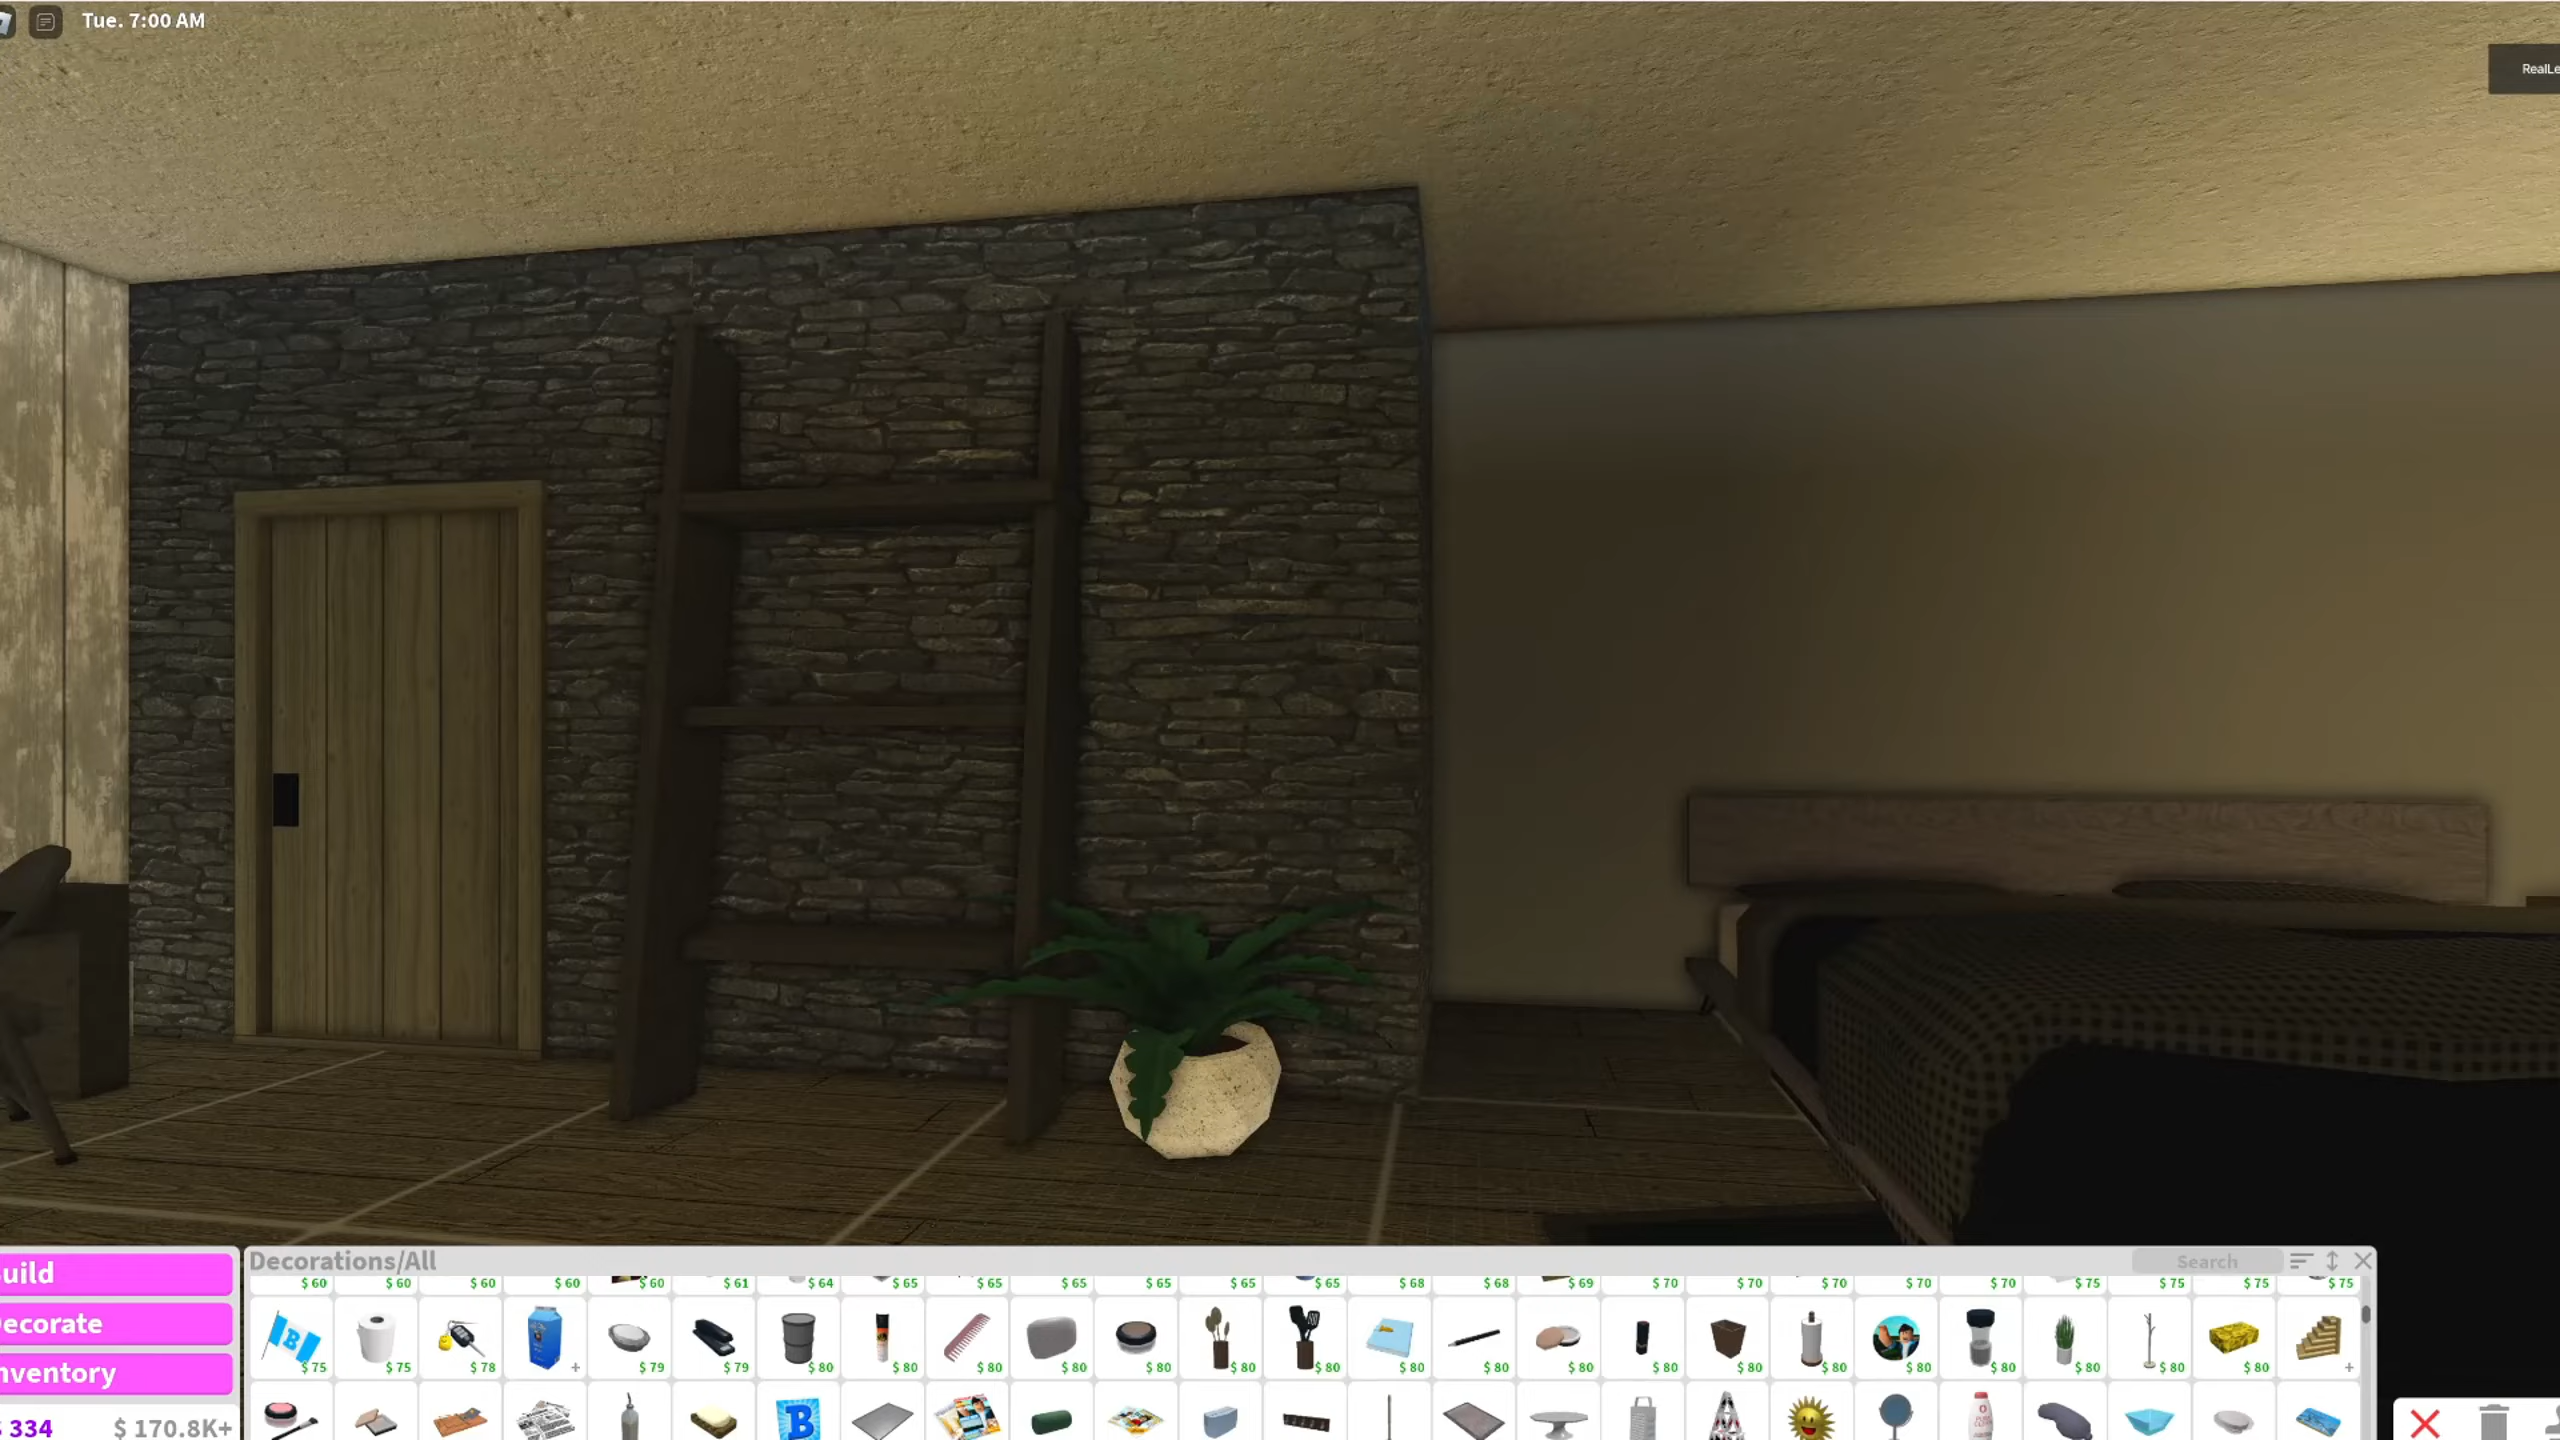 Tue. 7:00 AM
RealLe
uild
ecorate
nventory
334
$ 170.8K+
Decorations/All
Search
$ 60 $ 60 $ 60 $ 60 $ 60 $ 61 $ 64 $ 65 $ 65 $ 65 $ 65 $ 65 $ 65 $ 68 $ 68 $ 69 $ 70 $ 70 $ 70 $ 70 $ 70 $ 75 $ 75 $ 75 $ 75
$ 75 $ 75 $ 78 + $ 79 $ 79 $ 80 $ 80 $ 80 $ 80 $ 80 $ 80 $ 80 $ 80 $ 80 $ 80 $ 80 $ 80 $ 80 $ 80 $ 80 $ 80 $ 80 $ 80 +
B
B